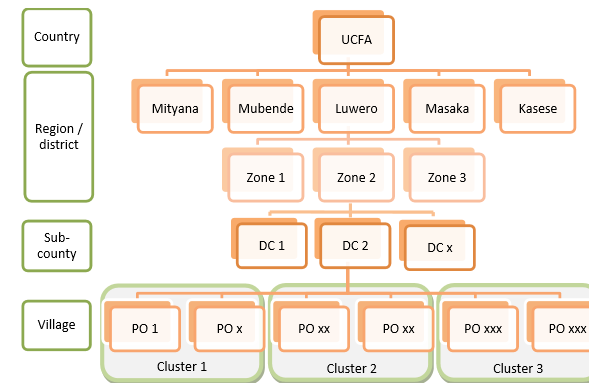 Country
UCFA
Region /
district
Mityana
Mubende
Luwero
Masaka
Kasese
Zone 1
Zone 2
Zone 3
Sub-
county
DC 1
DC 2
DC x
Village
PO 1
PO x
PO xx
PO xx
PO xxx
PO xxx
Cluster 1
Cluster 2
Cluster 3